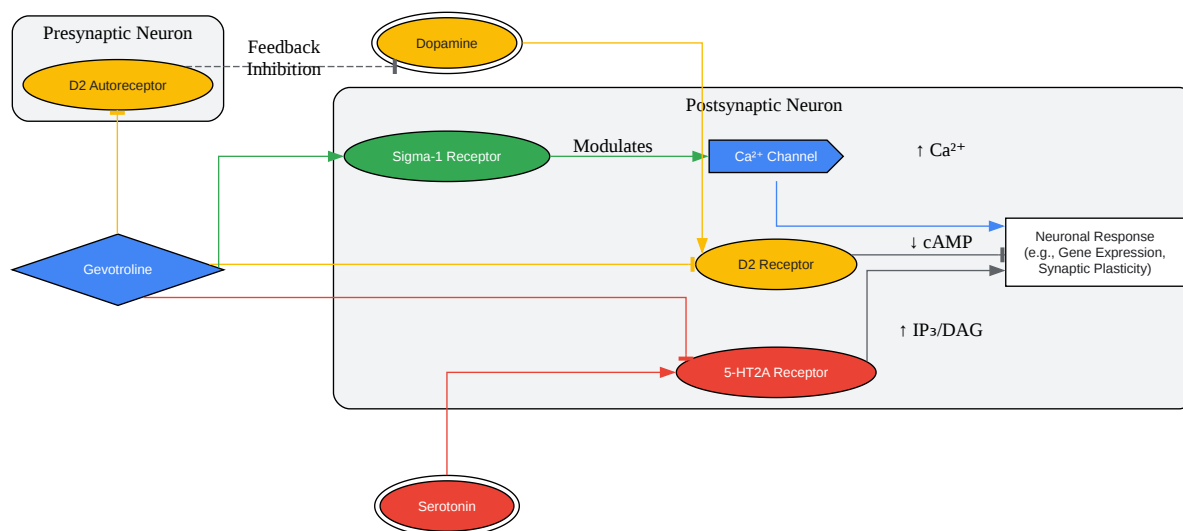 Presynaptic Neuron
D2 Autoreceptor
Feedback
Inhibition
Dopamine
Postsynaptic Neuron
Sigma-1 Receptor
Modulates
Ca²⁺ Channel
↑ Ca²⁺
Gevotroline
D2 Receptor
↓ cAMP
Neuronal Response
(e.g., Gene Expression,
Synaptic Plasticity)
↑ IP₃/DAG
5-HT2A Receptor
Serotonin